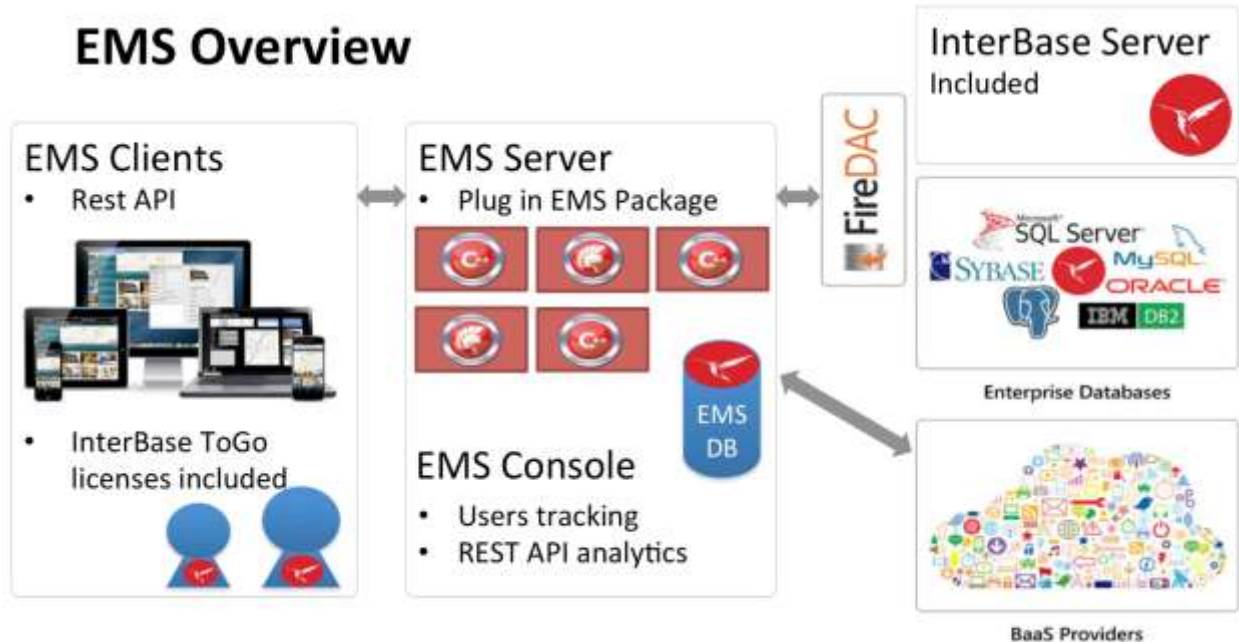 EMS Overview
EMS Clients
• Rest API
• InterBase ToGo
licenses included
EMS Server
• Plug in EMS Package
C++
C++
C++
EMS
DB
EMS Console
• Users tracking
• REST API analytics
FireDAC
InterBase Server
Included
Microsoft
SQL Server
SYBASE
MySQL
ORACLE
IBM DB2
Enterprise Databases
BaaS Providers